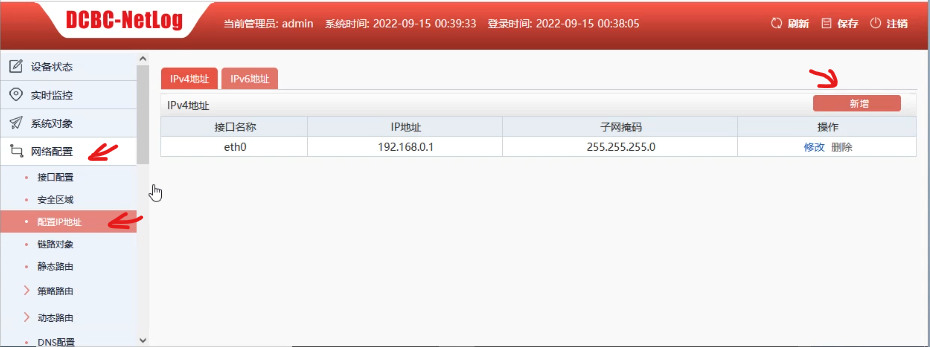 DCBC-NetLog
当前管理员: admin 系统时间: 2022-09-15 00:39:33 登录时间: 2022-09-15 00:38:05
刷新 保存 注销
设备状态
实时监控
系统对象
网络配置
接口配置
安全区域
配置IP地址
链路对象
静态路由
策略路由
动态路由
DNS配置
IPv4地址 IPv6地址
IPv4地址 新增
接口名称 IP地址 子网掩码 操作
eth0 192.168.0.1 255.255.255.0 修改 删除